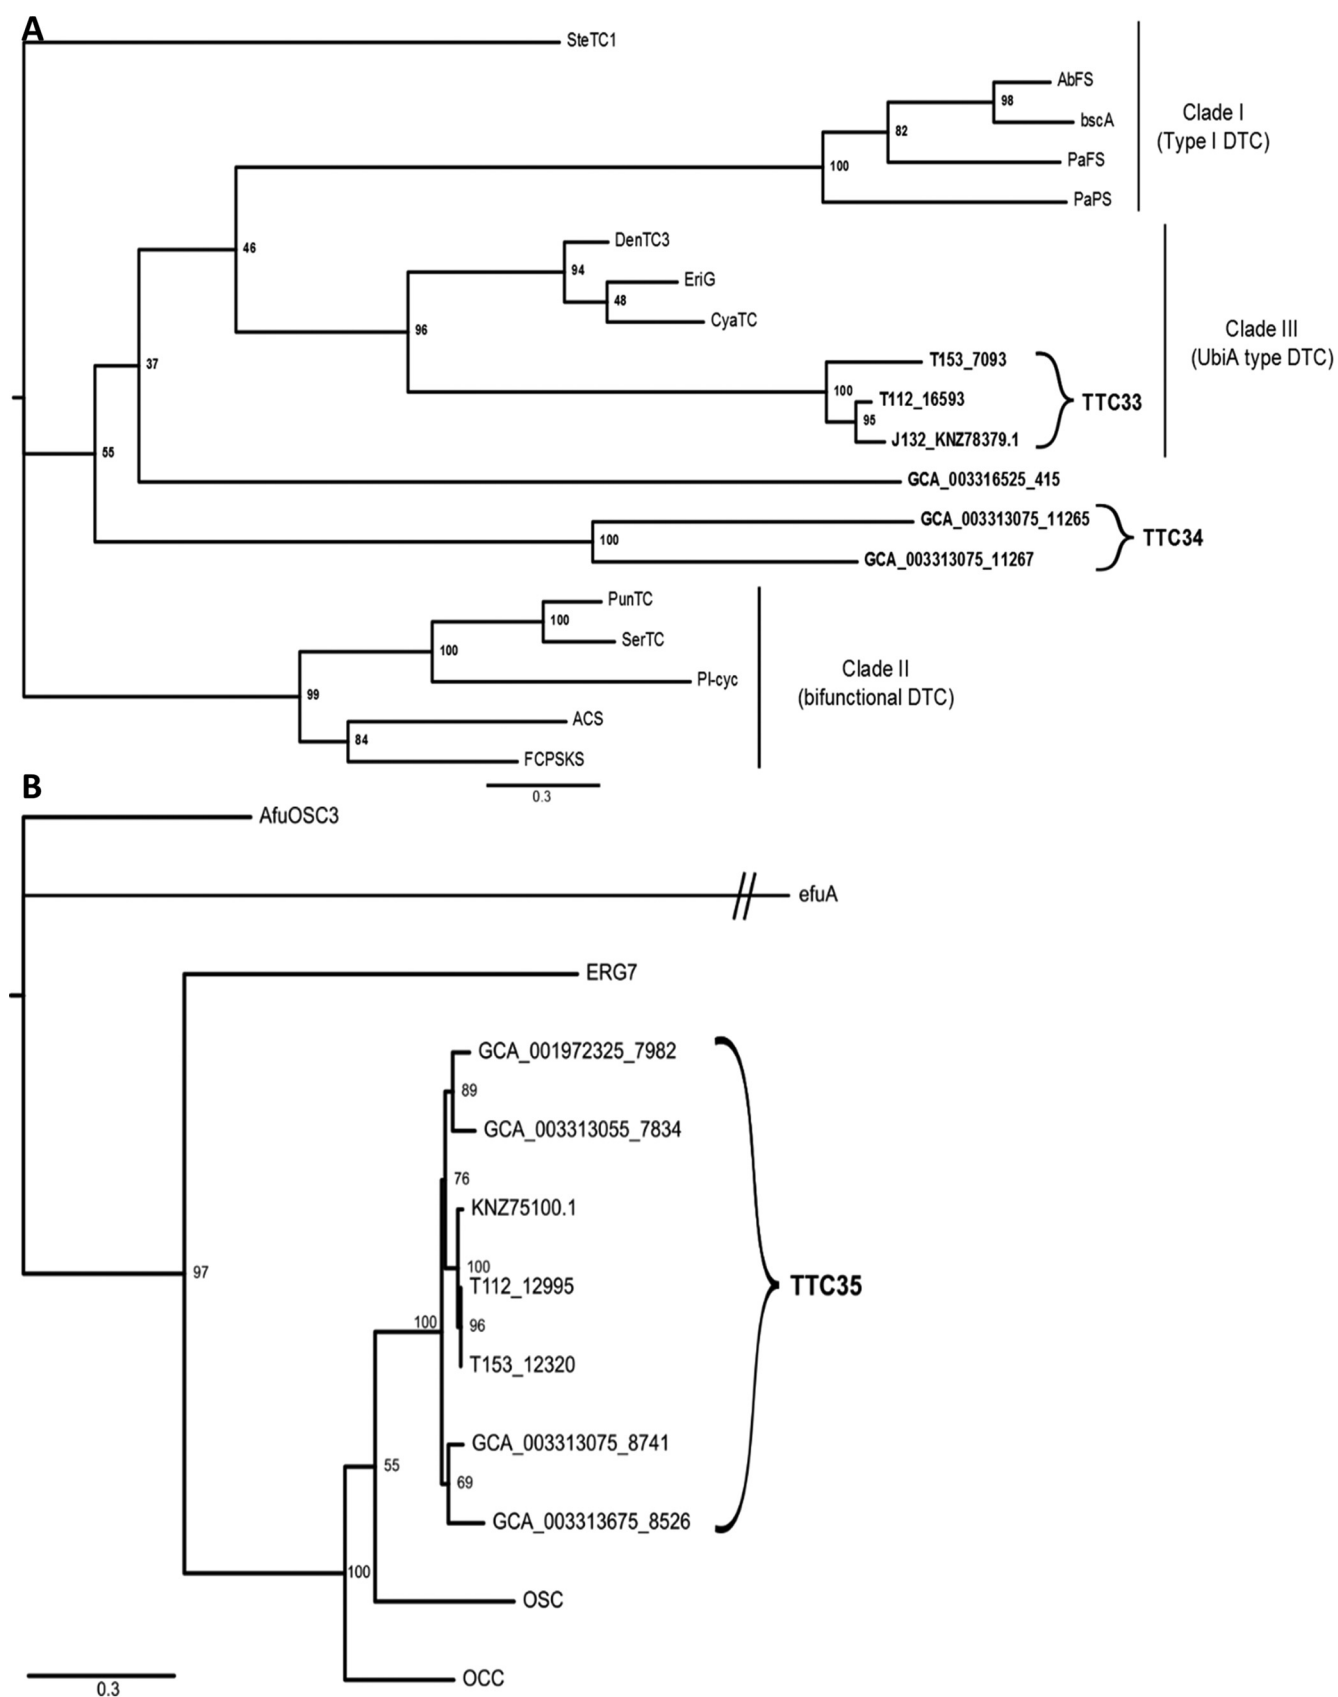 A
SteTC1
AbFS
98
bscA
82
PaFS
100
PaPS
Clade I
(Type I DTC)
46
DenTC3
94
EriG
48
CyaTC
96
Clade III
(UbiA type DTC)
37
T153_7093
100
T112_16593
95
J132_KNZ78379.1
TTC33
55
GCA_003316525_415
GCA_003313075_11265
100
GCA_003313075_11267
TTC34
PunTC
100
SerTC
100
PI-cyc
99
ACS
84
FCPSKS
Clade II
(bifunctional DTC)
0.3
B
AfuOSC3
efuA
ERG7
GCA_001972325_7982
89
GCA_003313055_7834
76
KNZ75100.1
100
T112_12995
96
T153_12320
TTC35
97
100
GCA_003313075_8741
55
69
GCA_003313675_8526
100
OSC
OCC
0.3